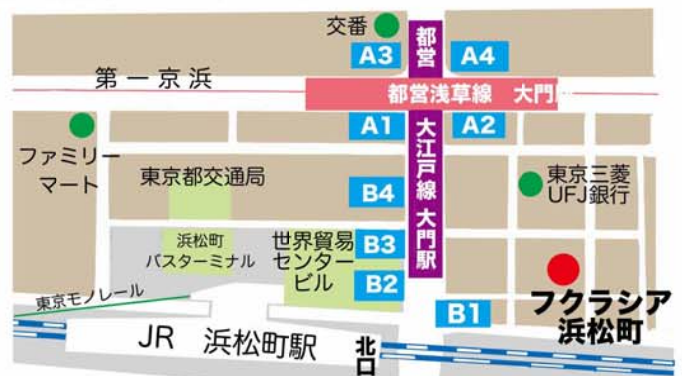 交番
A3
A4
都営
第一京浜
都営浅草線 大門
A1
A2
大江戸線 大門駅
ファミリー
マート
東京都交通局
B4
東京三菱
UFJ銀行
浜松町
バスターミナル
世界貿易
センター
ビル
B3
B2
B1
フクラシア
浜松町
東京モノレール
JR 浜松町駅
北口